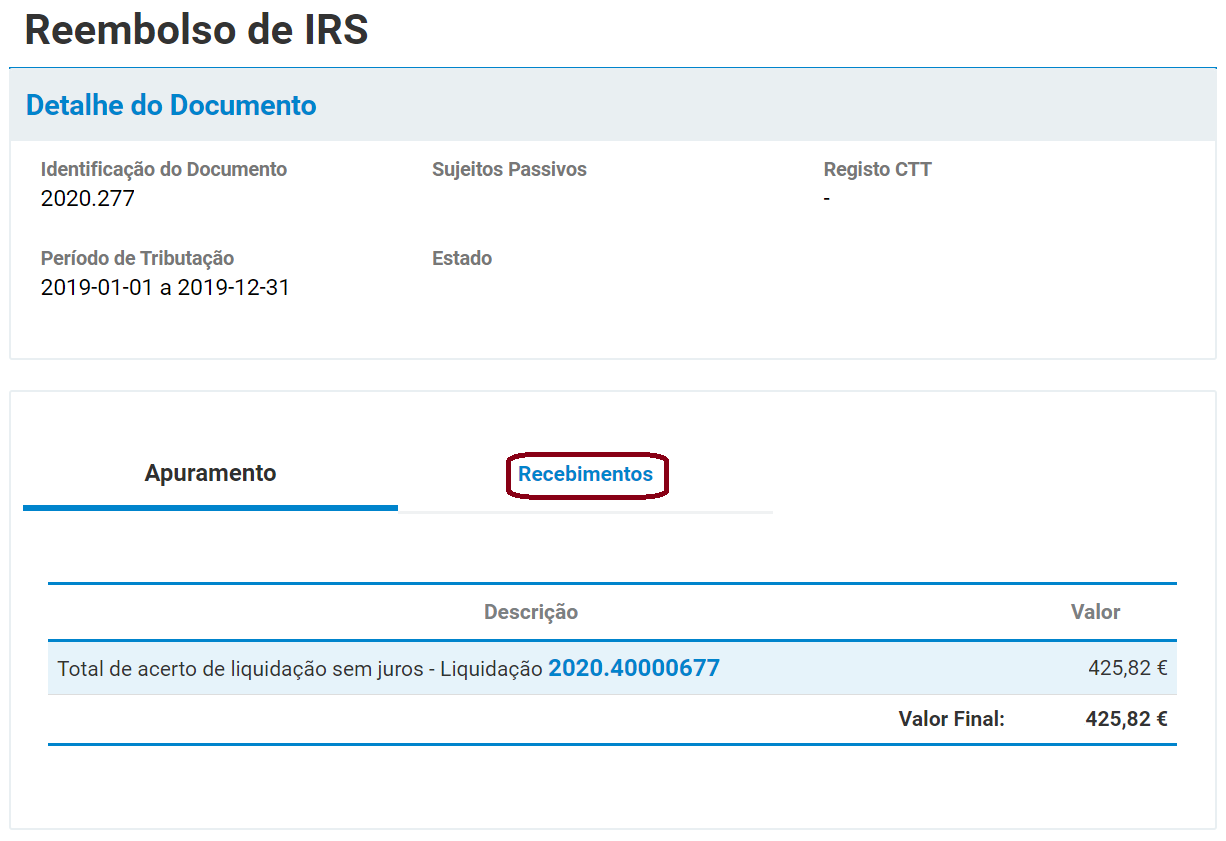 Reembolso de IRS
Detalhe do Documento
Identificação do Documento Sujeitos Passivos Registo CTT
2020.277 -
Período de Tributação Estado
2019-01-01 a 2019-12-31
Apuramento Recebimentos
Descrição Valor
Total de acerto de liquidação sem juros - Liquidação 2020.40000677 425,82 €
Valor Final: 425,82 €